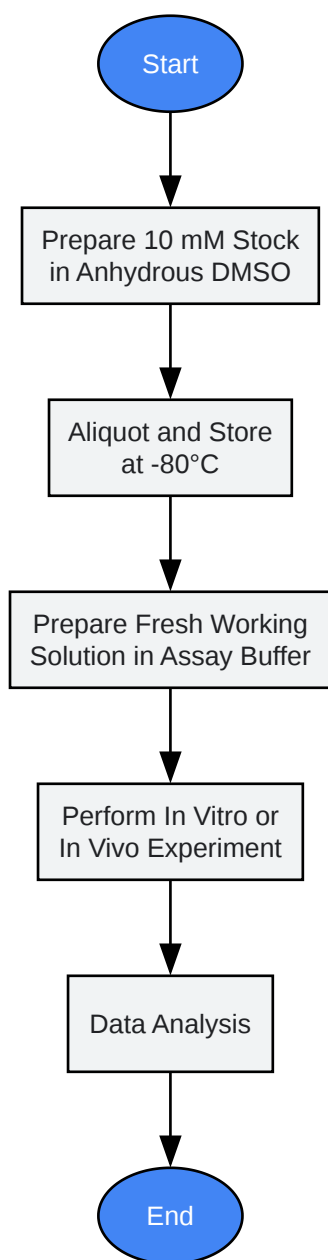 Start
Prepare 10 mM Stock
in Anhydrous DMSO
Aliquot and Store
at -80°C
Prepare Fresh Working
Solution in Assay Buffer
Perform In Vitro or
In Vivo Experiment
Data Analysis
End